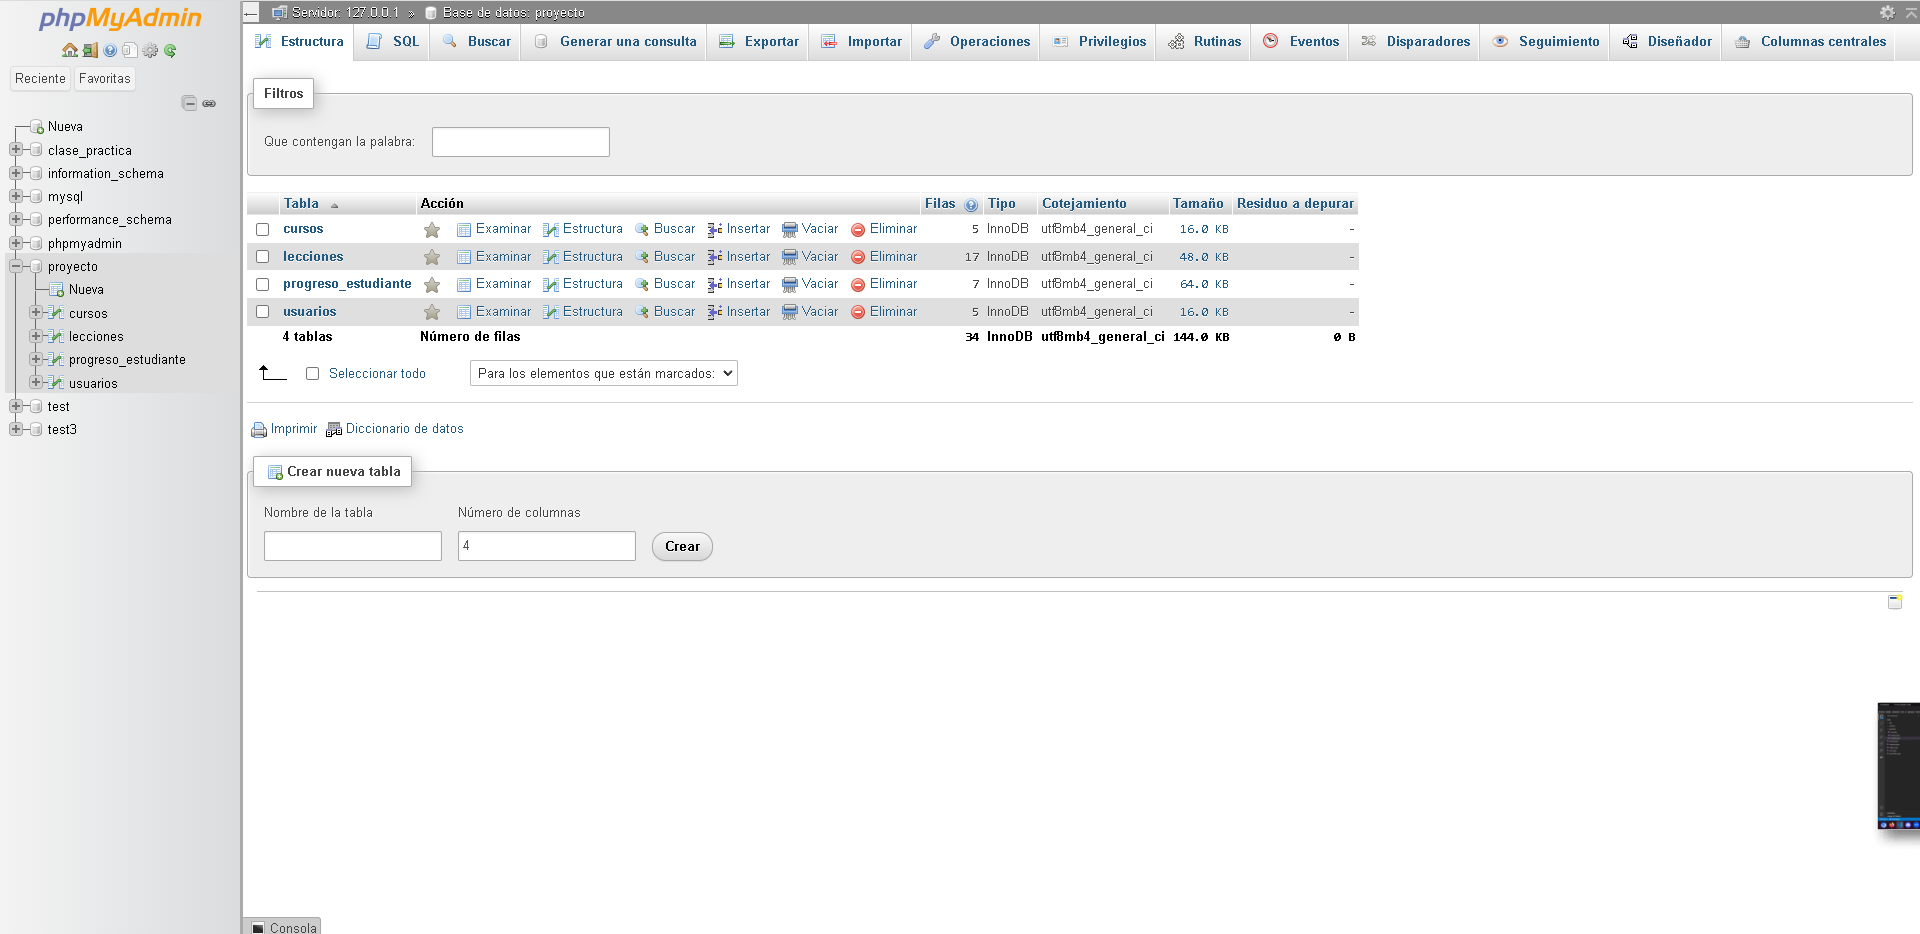 phpMyAdmin
Reciente Favoritas
Nueva
clase_practica
information_schema
mysql
performance_schema
phpmyadmin
proyecto
Nueva
cursos
lecciones
progreso_estudiante
usuarios
test
test3
Servidor: 127.0.0.1 » Base de datos: proyecto
Estructura SQL Buscar Generar una consulta Exportar Importar Operaciones Privilegios Rutinas Eventos Disparadores Seguimiento Diseñador Columnas centrales
Filtros
Que contengan la palabra:
Tabla Acción Filas Tipo Cotejamiento Tamaño Residuo a depurar
cursos Examinar Estructura Buscar Insertar Vaciar Eliminar 5 InnoDB utf8mb4_general_ci 16.0 KB -
lecciones Examinar Estructura Buscar Insertar Vaciar Eliminar 17 InnoDB utf8mb4_general_ci 48.0 KB -
progreso_estudiante Examinar Estructura Buscar Insertar Vaciar Eliminar 7 InnoDB utf8mb4_general_ci 64.0 KB -
usuarios Examinar Estructura Buscar Insertar Vaciar Eliminar 5 InnoDB utf8mb4_general_ci 16.0 KB -
4 tablas Número de filas 34 InnoDB utf8mb4_general_ci 144.0 KB 0 B
Seleccionar todo Para los elementos que están marcados:
Imprimir Diccionario de datos
Crear nueva tabla
Nombre de la tabla Número de columnas
4 Crear
Consola